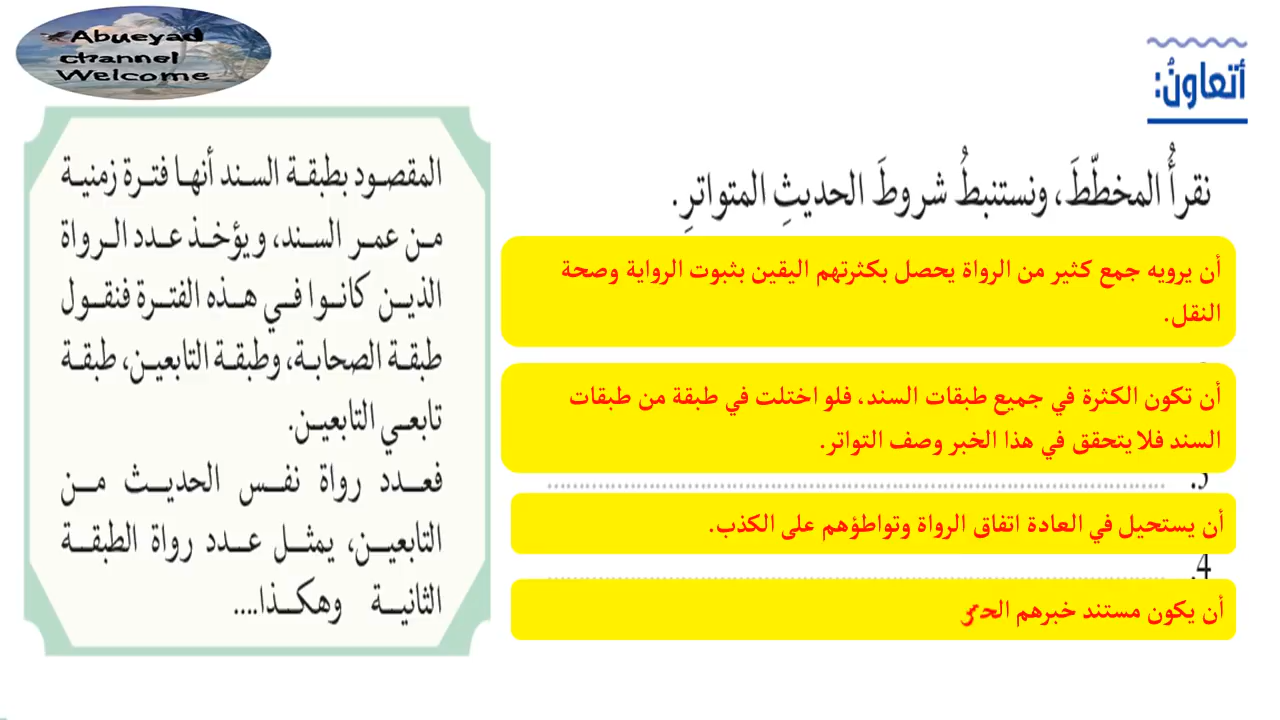 Abueyad
channel
Welcome
أتعاونُ:
نقرأُ المخطّطَ، ونستنبطُ شروطَ الحديثِ المتواترِ.
أن يرويه جمع كثير من الرواة يحصل بكثرتهم اليقين بثبوت الرواية وصحة
النقل.
أن تكون الكثرة في جميع طبقات السند، فلو اختلت في طبقة من طبقات
السند فلا يتحقق في هذا الخبر وصف التواتر.
3.
أن يستحيل في العادة اتفاق الرواة وتواطؤهم على الكذب.
4.
أن يكون مستند خبرهم
المقصود بطبقة السند أنها فترة زمنية
من عمر السند، ويؤخذ عدد الرواة
الذين كانوا في هذه الفترة فنقول
طبقة الصحابة، وطبقة التابعين، طبقة
تابعي التابعين.
فعدد رواة نفس الحديث من
التابعين، يمثل عدد رواة الطبقة
الثانية وهكذا....